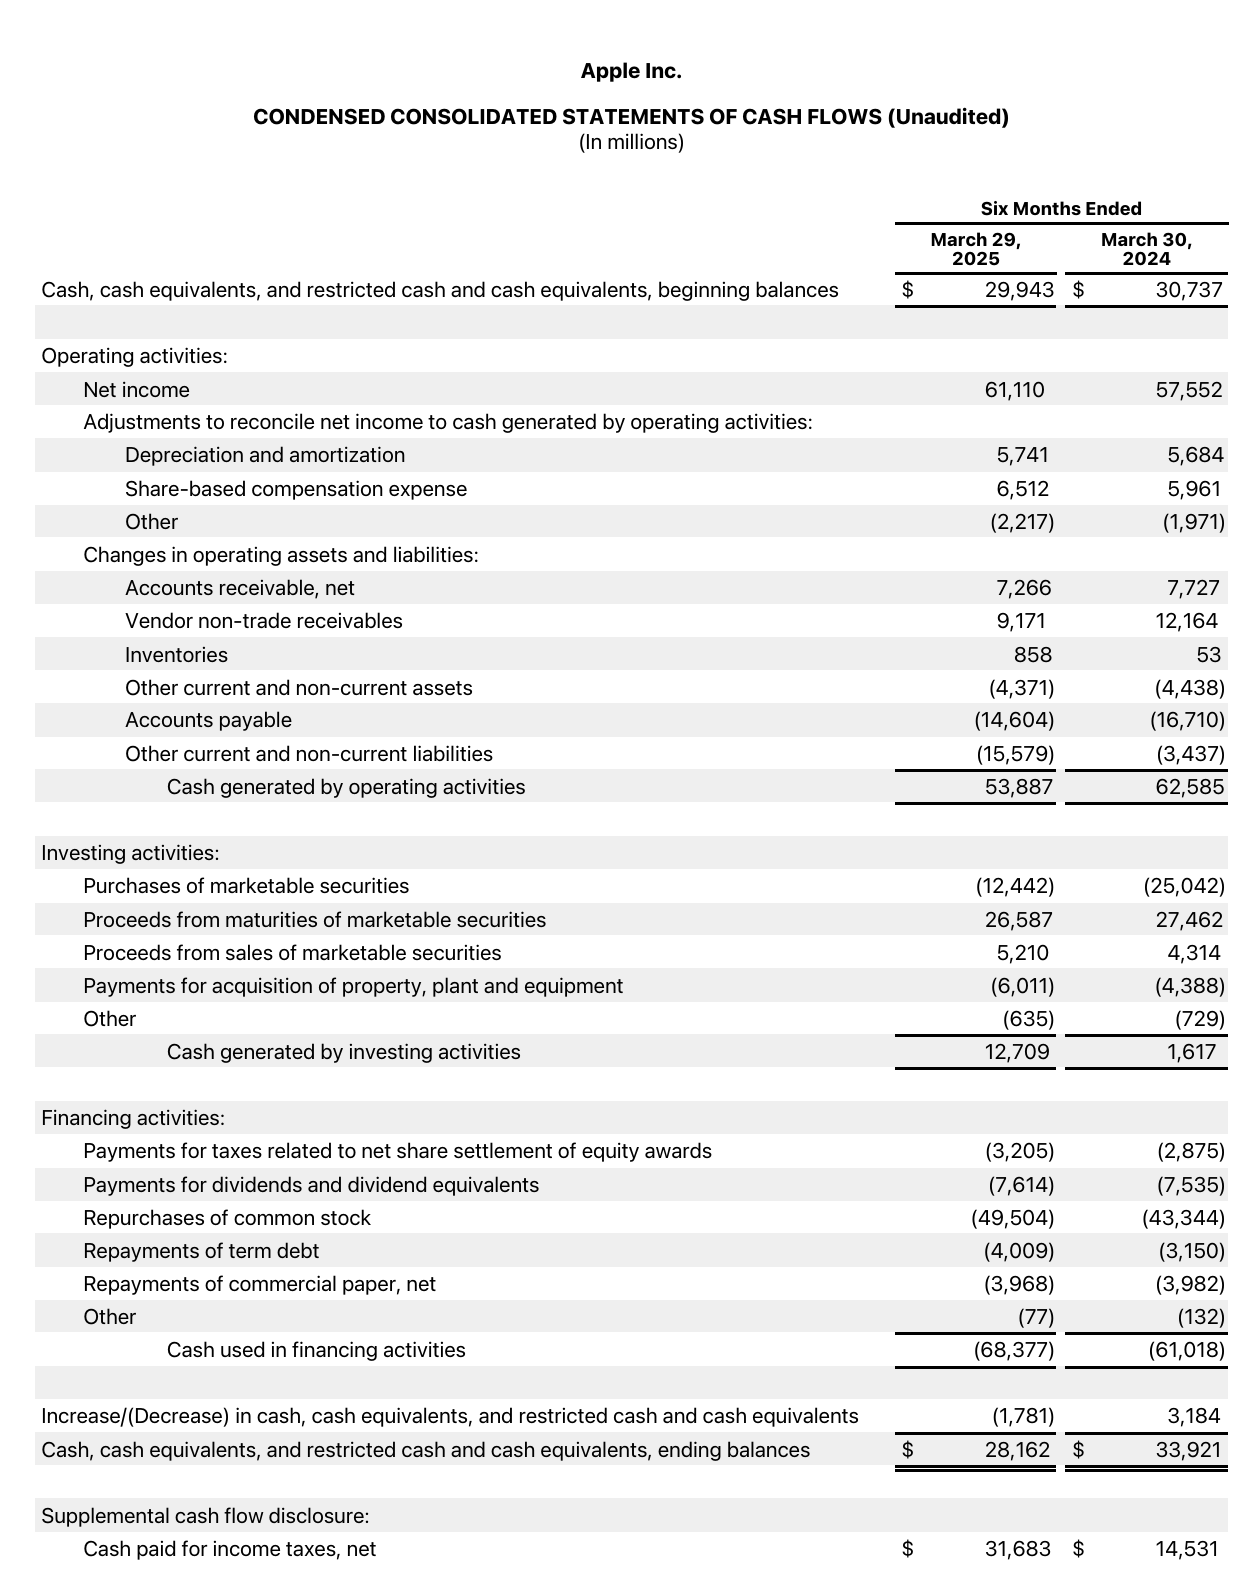 Apple Inc.
CONDENSED CONSOLIDATED STATEMENTS OF CASH FLOWS (Unaudited)
(In millions)
Six Months Ended
March 29, March 30,
2025 2024
Cash, cash equivalents, and restricted cash and cash equivalents, beginning balances $ 29,943 $ 30,737
Operating activities:
Net income 61,110 57,552
Adjustments to reconcile net income to cash generated by operating activities:
Depreciation and amortization 5,741 5,684
Share-based compensation expense 6,512 5,961
Other (2,217) (1,971)
Changes in operating assets and liabilities:
Accounts receivable, net 7,266 7,727
Vendor non-trade receivables 9,171 12,164
Inventories 858 53
Other current and non-current assets (4,371) (4,438)
Accounts payable (14,604) (16,710)
Other current and non-current liabilities (15,579) (3,437)
Cash generated by operating activities 53,887 62,585
Investing activities:
Purchases of marketable securities (12,442) (25,042)
Proceeds from maturities of marketable securities 26,587 27,462
Proceeds from sales of marketable securities 5,210 4,314
Payments for acquisition of property, plant and equipment (6,011) (4,388)
Other (635) (729)
Cash generated by investing activities 12,709 1,617
Financing activities:
Payments for taxes related to net share settlement of equity awards (3,205) (2,875)
Payments for dividends and dividend equivalents (7,614) (7,535)
Repurchases of common stock (49,504) (43,344)
Repayments of term debt (4,009) (3,150)
Repayments of commercial paper, net (3,968) (3,982)
Other (77) (132)
Cash used in financing activities (68,377) (61,018)
Increase/(Decrease) in cash, cash equivalents, and restricted cash and cash equivalents (1,781) 3,184
Cash, cash equivalents, and restricted cash and cash equivalents, ending balances $ 28,162 $ 33,921
Supplemental cash flow disclosure:
Cash paid for income taxes, net $ 31,683 $ 14,531